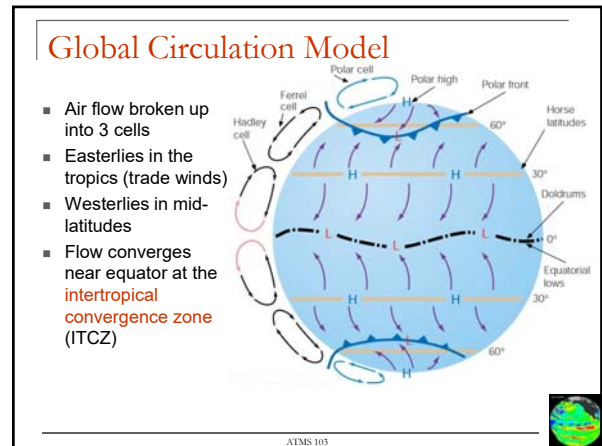 Global Circulation Model
Air flow broken up
into 3 cells
Easterlies in the
tropics (trade winds)
Westerlies in mid-
latitudes
Flow converges
near equator at the
intertropical
convergence zone
(ITCZ)
Polar cell
Polar high
Polar front
Ferrel
cell
Hadley
cell
Horse
latitudes
Doldrums
Equatorial
lows
H
60°
L
30°
H
H
L
L
L
0°
H
H
30°
L
60°
H
ATMS 103